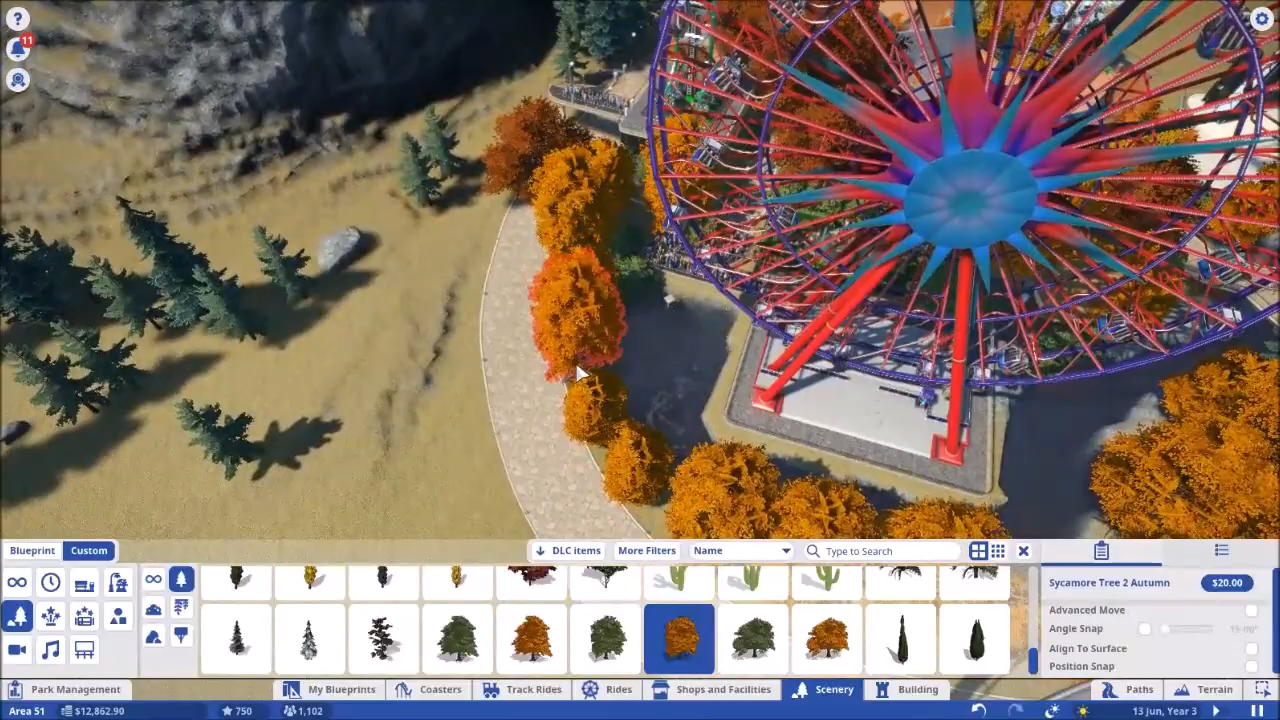 ?
11
Blueprint Custom DLC items More Filters Name Type to Search
Sycamore Tree 2 Autumn $20.00
Advanced Move
Angle Snap 15.00°
Align To Surface
Position Snap
Park Management My Blueprints Coasters Track Rides Rides Shops and Facilities Scenery Building Paths Terrain
Area 51 $12,862.90 750 1,102 13 Jun, Year 3